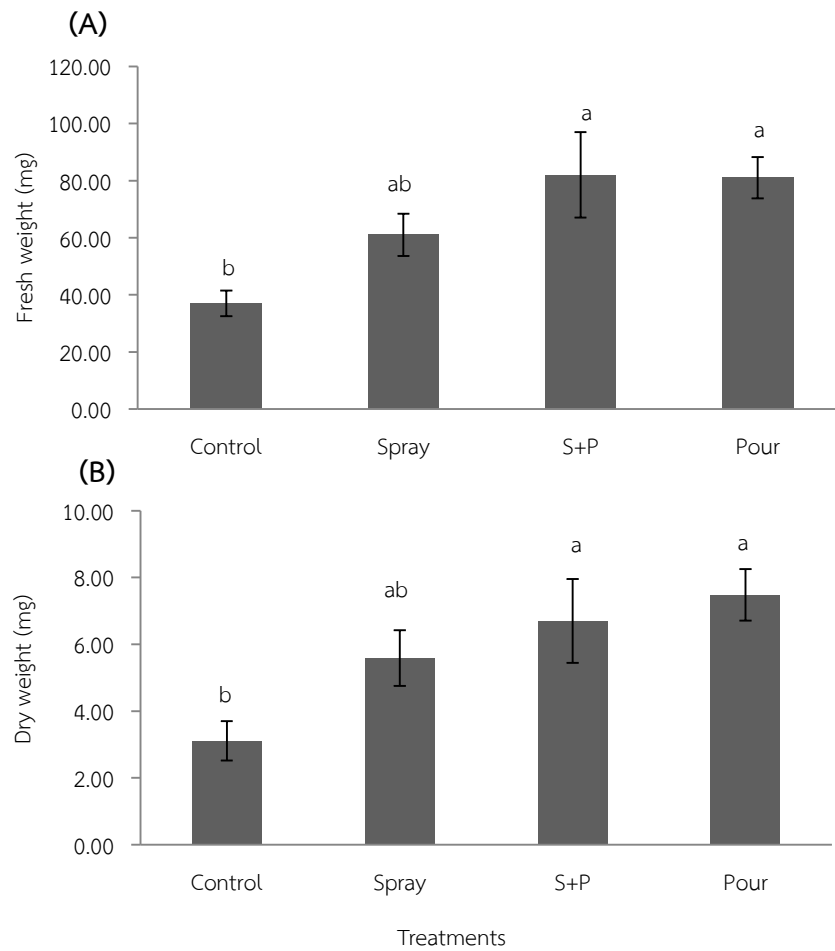 (A)
120.00
100.00
80.00
60.00
40.00
20.00
0.00
Fresh weight (mg)
b
ab
a
a
Control Spray S+P Pour
(B)
10.00
8.00
6.00
4.00
2.00
0.00
Dry weight (mg)
b
ab
a
a
Control Spray S+P Pour
Treatments